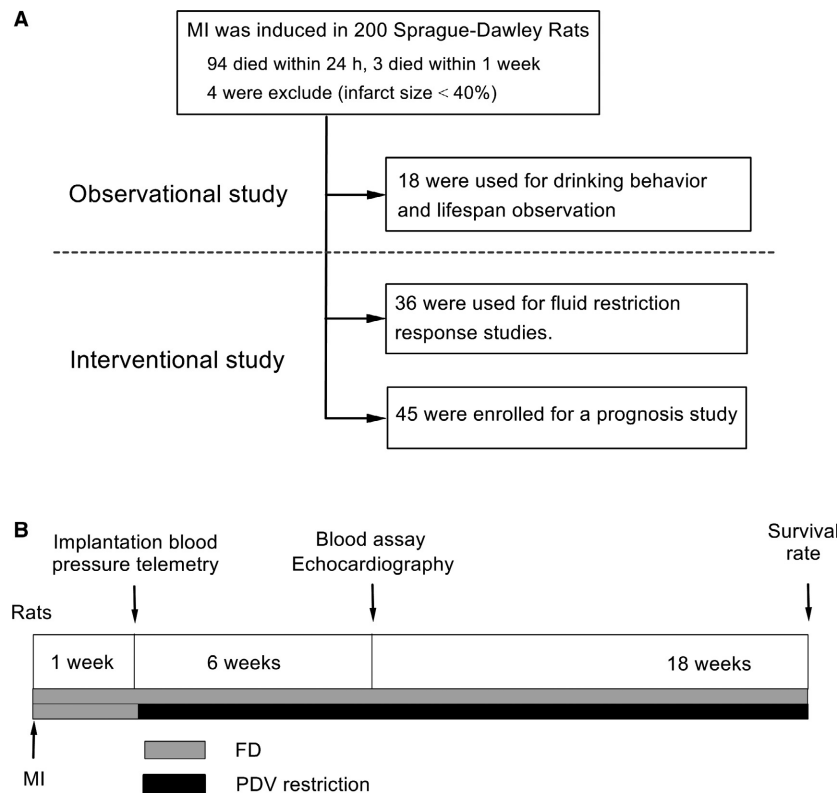 A
MI was induced in 200 Sprague-Dawley Rats
94 died within 24 h, 3 died within 1 week
4 were exclude (infarct size < 40%)
Observational study
18 were used for drinking behavior
and lifespan observation
Interventional study
36 were used for fluid restriction
response studies.
45 were enrolled for a prognosis study
B
Implantation blood
pressure telemetry
Blood assay
Echocardiography
Survival
rate
Rats
1 week
6 weeks
18 weeks
MI
FD
PDV restriction